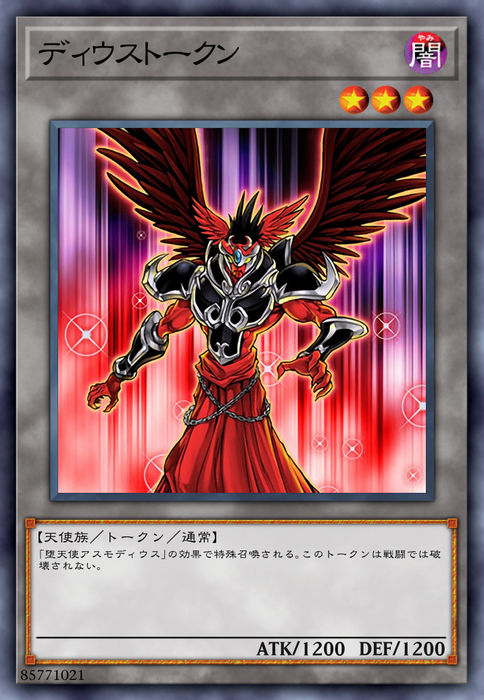 ディウストークン
やみ
闇
【天使族／トークン／通常】
「堕天使アスモディウス」の効果で特殊召喚される。このトークンは戦闘では破
壊されない。
ATK/1200 DEF/1200
85771021